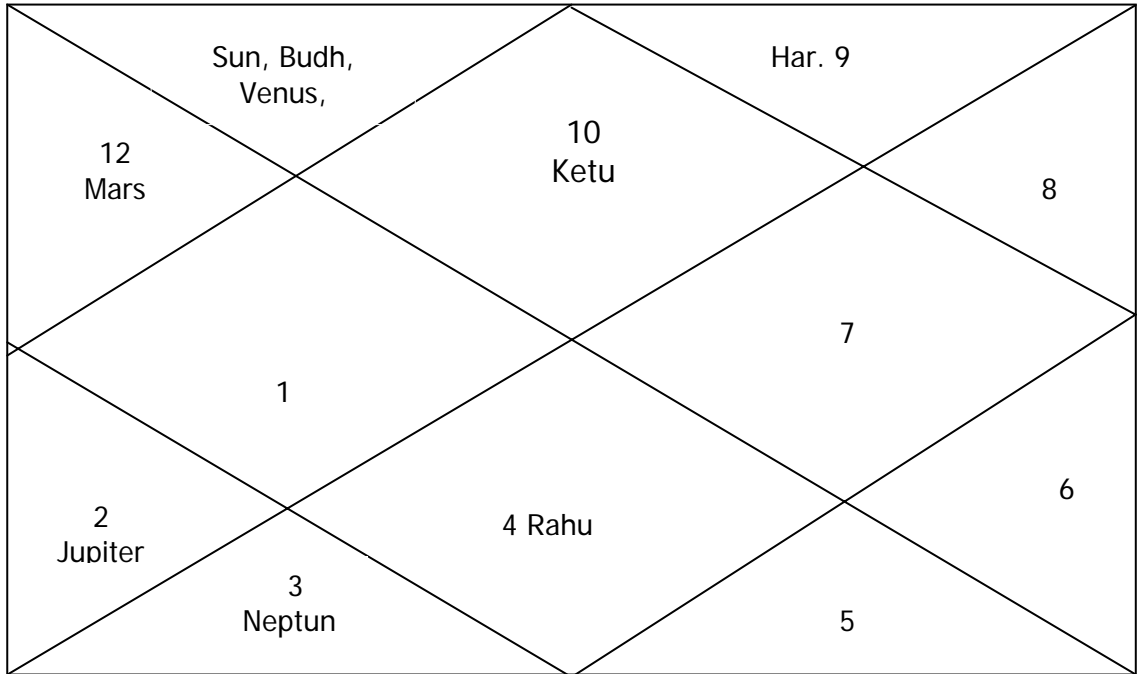 Sun, Budh,
Venus,
Har. 9
10
Ketu
12
Mars
8
7
1
2
Jupiter
4 Rahu
6
3
Neptun
5